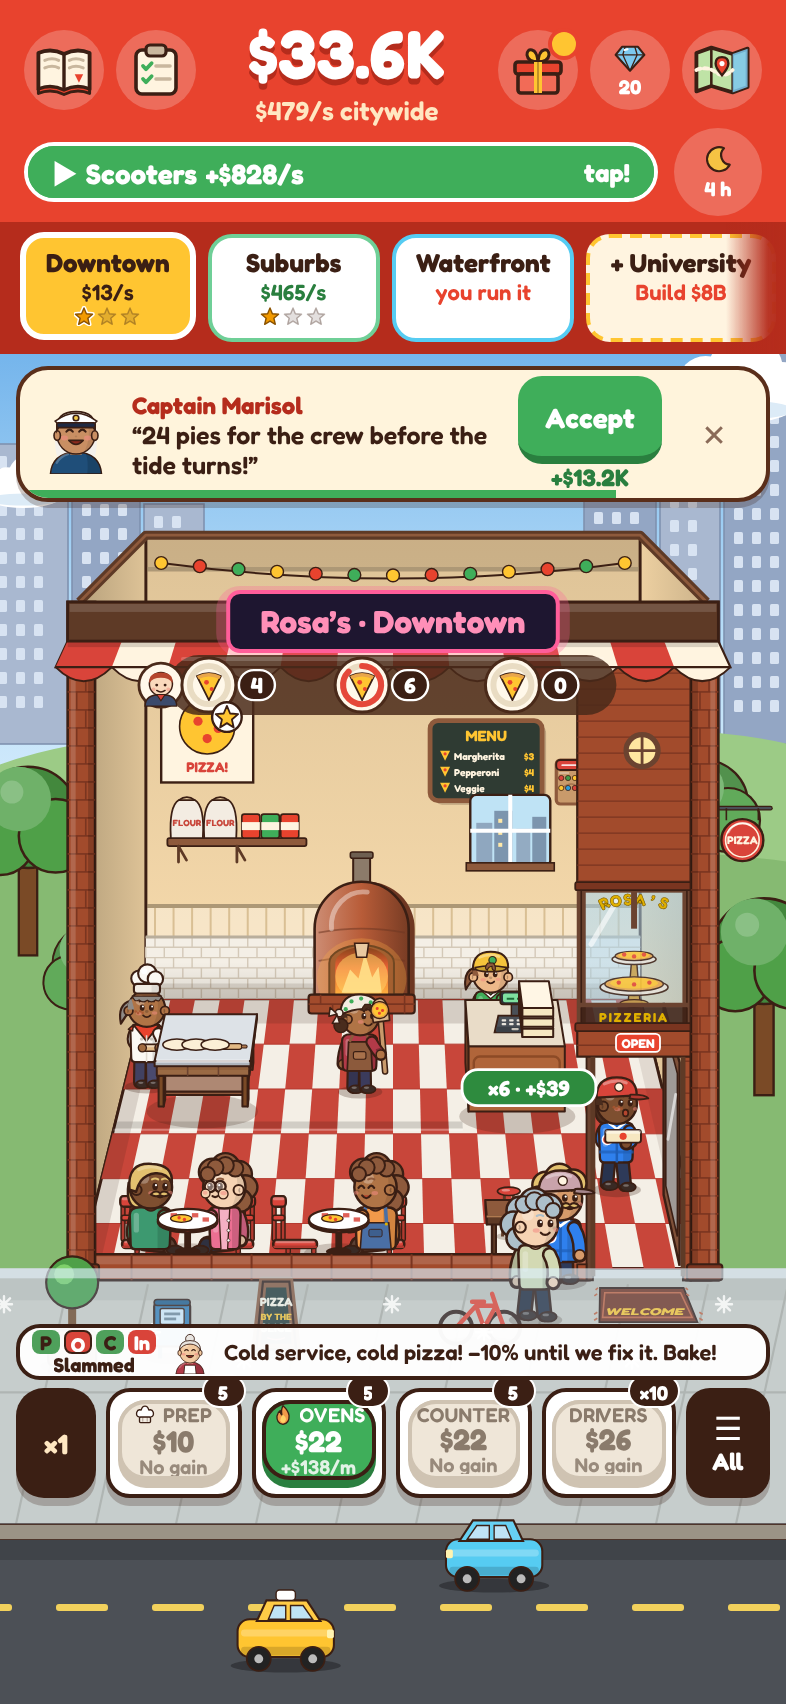 $33.6K
$479/s citywide
20
Scooters +$828/s
tap!
4 h
Downtown
$13/s
Suburbs
$465/s
Waterfront
you run it
+ University
Build $8B
Captain Marisol
“24 pies for the crew before the
tide turns!”
Accept
+$13.2K
Rosa's · Downtown
4
6
0
PIZZA!
MENU
Margherita $3
Pepperoni $4
Veggie $4
FLOUR
FLOUR
PIZZA
ROSA'S
PIZZERIA
OPEN
x6 · +$39
PIZZA
BY THE
WELCOME
P O C In
Slammed
Cold service, cold pizza! −10% until we fix it. Bake!
x1
5
PREP
$10
No gain
5
OVENS
$22
+$138/m
5
COUNTER
$22
No gain
x10
DRIVERS
$26
No gain
All